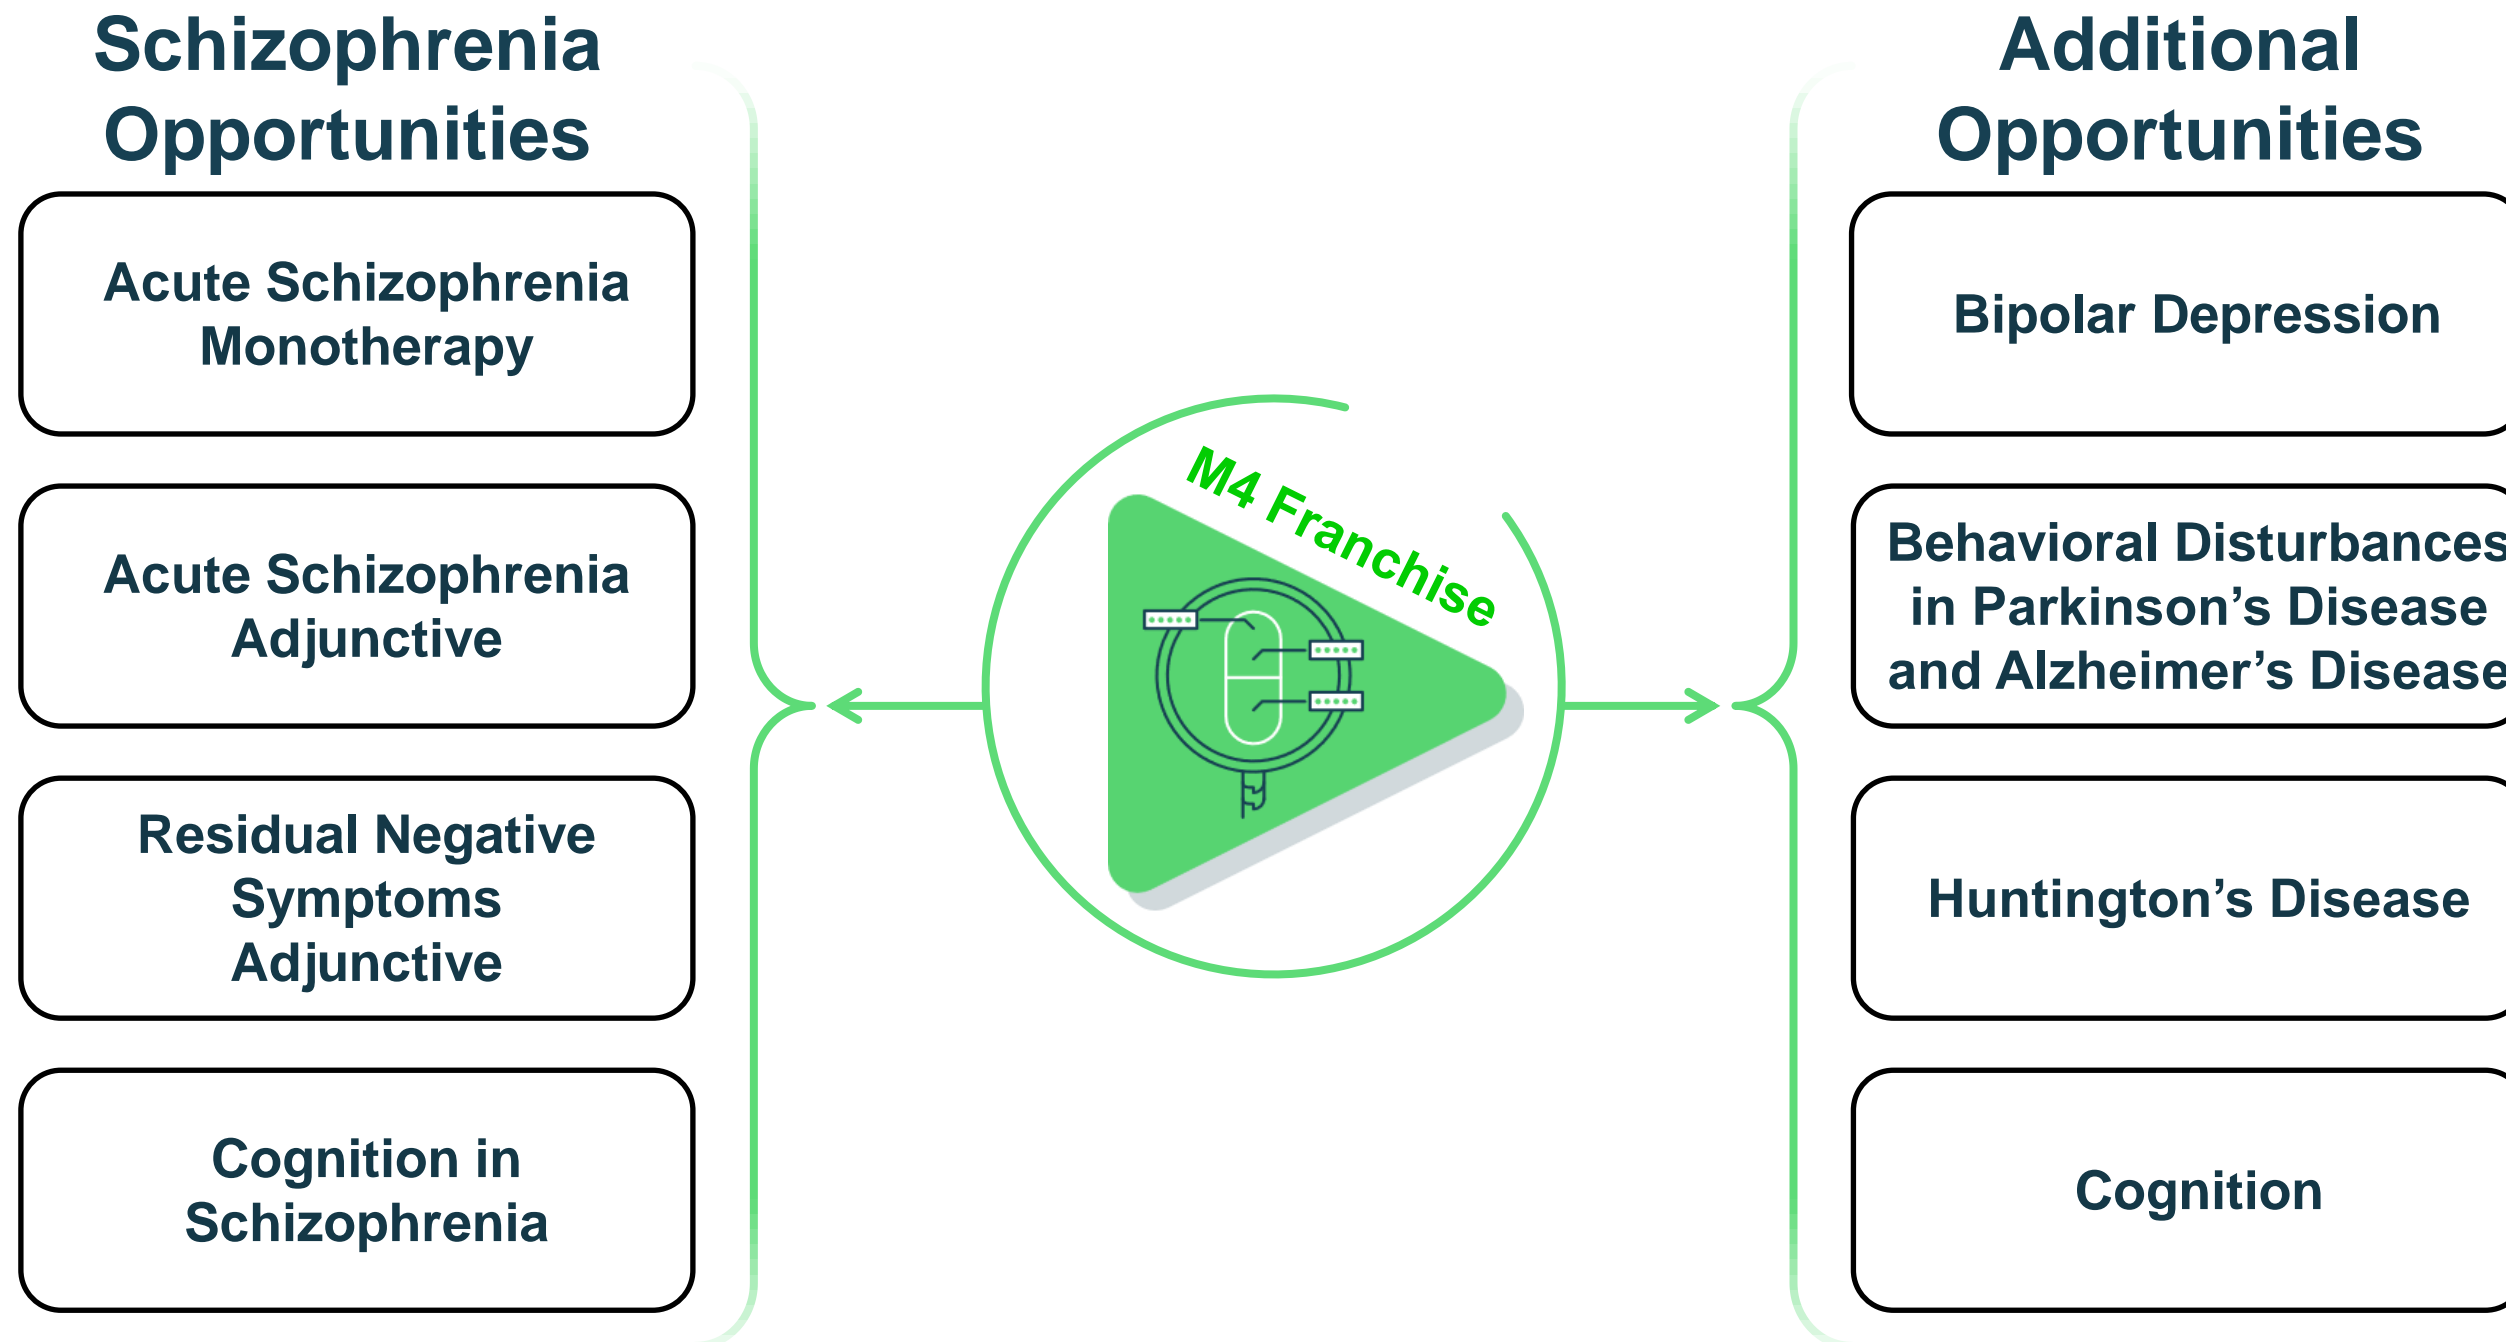 Schizophrenia
Opportunities
Acute Schizophrenia
Monotherapy
Acute Schizophrenia
Adjunctive
Residual Negative
Symptoms
Adjunctive
Cognition in
Schizophrenia
M4 Franchise
Additional
Opportunities
Bipolar Depression
Behavioral Disturbances
in Parkinson’s Disease
and Alzheimer’s Disease
Huntington’s Disease
Cognition